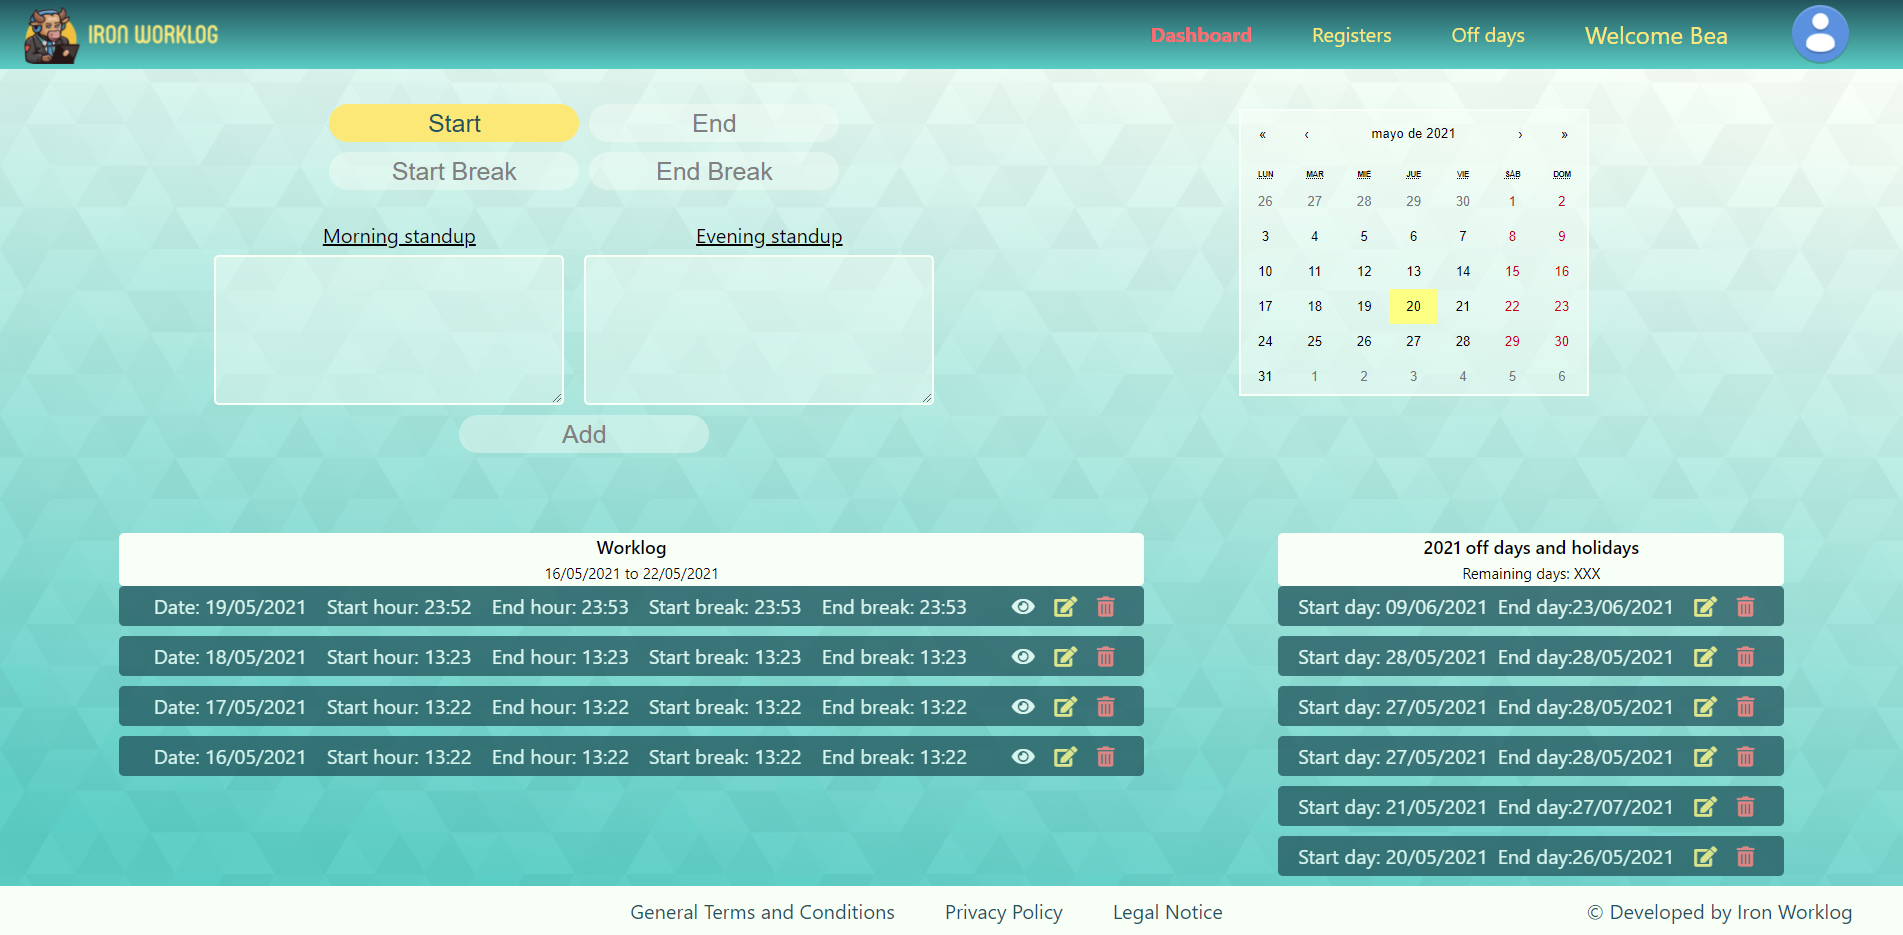 IRON WORKLOG
Dashboard Registers Off days Welcome Bea
Start End
Start Break End Break
Morning standup Evening standup
Add
« ‹ mayo de 2021 › »
LUN MAR MIÉ JUE VIE SÁB DOM
26 27 28 29 30 1 2
3 4 5 6 7 8 9
10 11 12 13 14 15 16
17 18 19 20 21 22 23
24 25 26 27 28 29 30
31 1 2 3 4 5 6
Worklog
16/05/2021 to 22/05/2021
Date: 19/05/2021 Start hour: 23:52 End hour: 23:53 Start break: 23:53 End break: 23:53
Date: 18/05/2021 Start hour: 13:23 End hour: 13:23 Start break: 13:23 End break: 13:23
Date: 17/05/2021 Start hour: 13:22 End hour: 13:22 Start break: 13:22 End break: 13:22
Date: 16/05/2021 Start hour: 13:22 End hour: 13:22 Start break: 13:22 End break: 13:22
2021 off days and holidays
Remaining days: XXX
Start day: 09/06/2021 End day:23/06/2021
Start day: 28/05/2021 End day:28/05/2021
Start day: 27/05/2021 End day:28/05/2021
Start day: 27/05/2021 End day:28/05/2021
Start day: 21/05/2021 End day:27/07/2021
Start day: 20/05/2021 End day:26/05/2021
General Terms and Conditions Privacy Policy Legal Notice © Developed by Iron Worklog